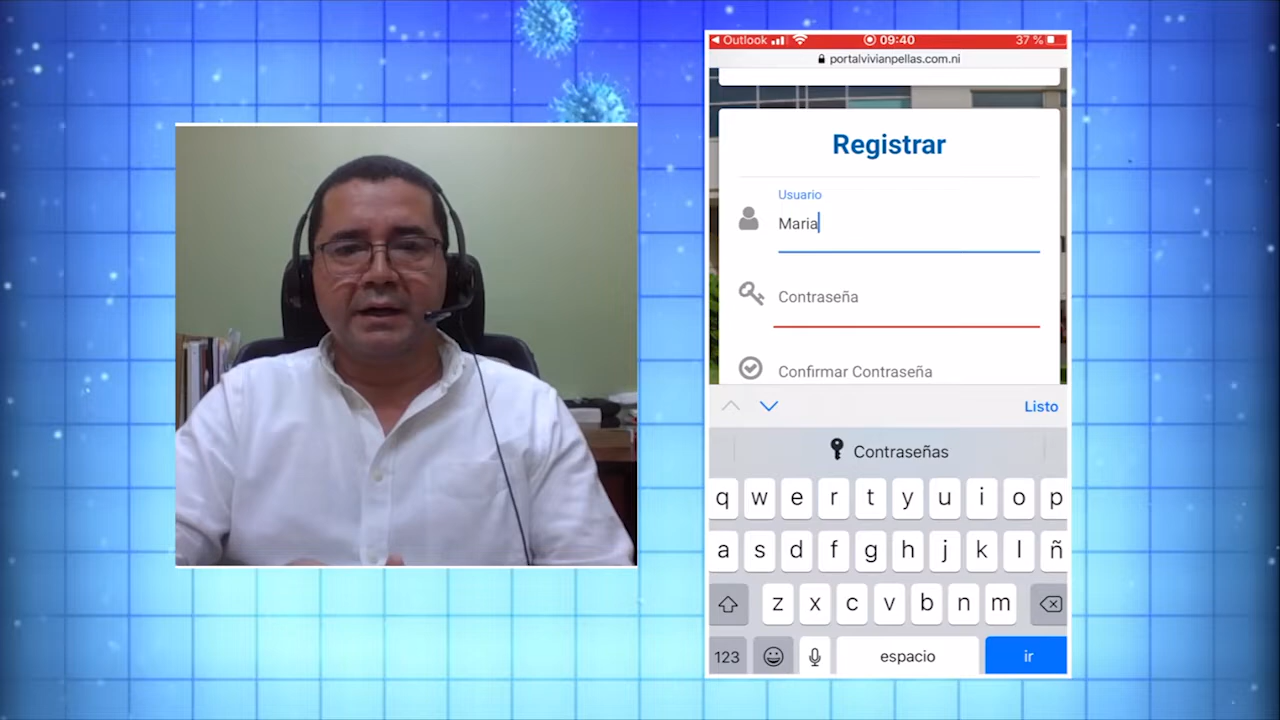 Outlook 09:40 37 %
portalvivianpellas.com.ni
Registrar
Usuario
Maria
Contraseña
Confirmar Contraseña
Listo
Contraseñas
q w e r t y u i o p
a s d f g h j k l ñ
z x c v b n m
123 espacio ir